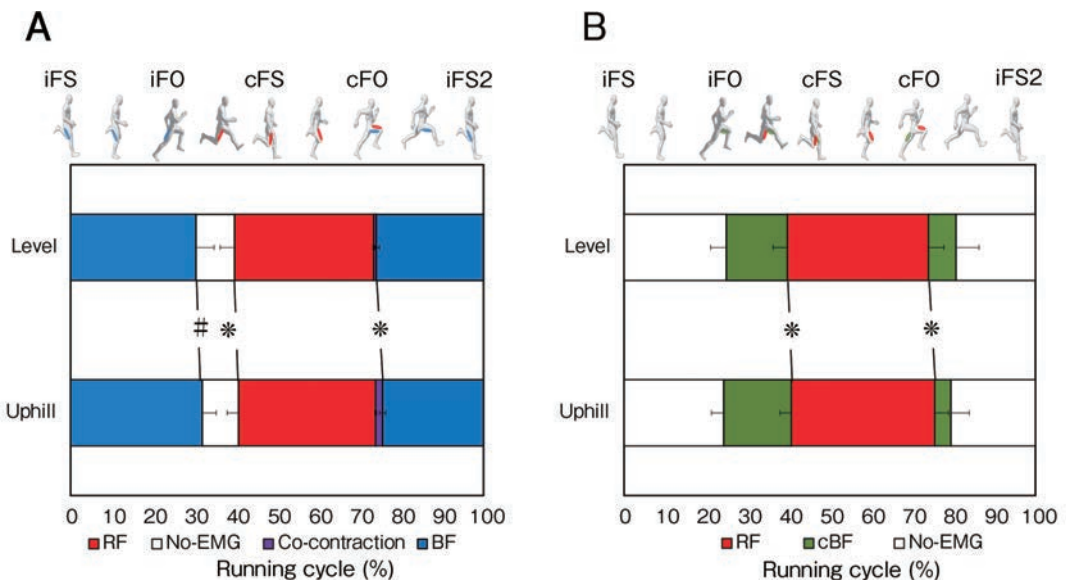 A
iFS iFO cFS cFO iFS2
Level
# * *
Uphill
0 10 20 30 40 50 60 70 80 90 100
RF No-EMG Co-contraction BF
Running cycle (%)
B
iFS iFO cFS cFO iFS2
Level
* *
Uphill
0 10 20 30 40 50 60 70 80 90 100
RF cBF No-EMG
Running cycle (%)